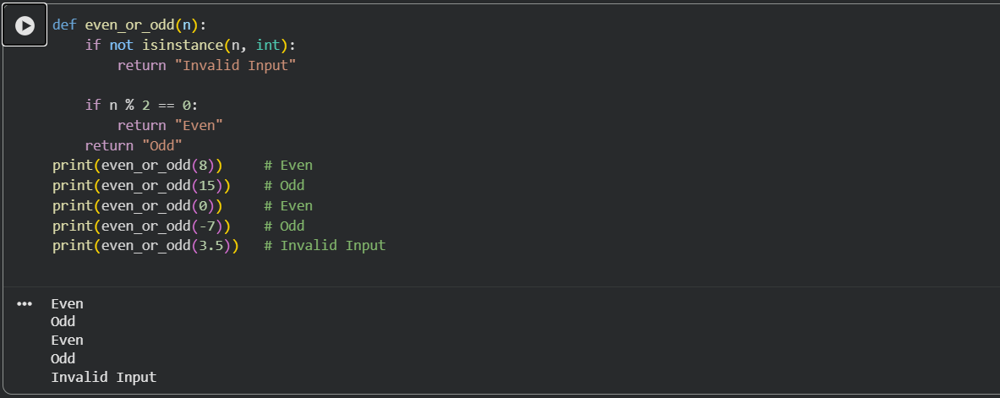 def even_or_odd(n):
    if not isinstance(n, int):
        return "Invalid Input"

    if n % 2 == 0:
        return "Even"
    return "Odd"
print(even_or_odd(8))     # Even
print(even_or_odd(15))    # Odd
print(even_or_odd(0))     # Even
print(even_or_odd(-7))    # Odd
print(even_or_odd(3.5))   # Invalid Input
Even
Odd
Even
Odd
Invalid Input